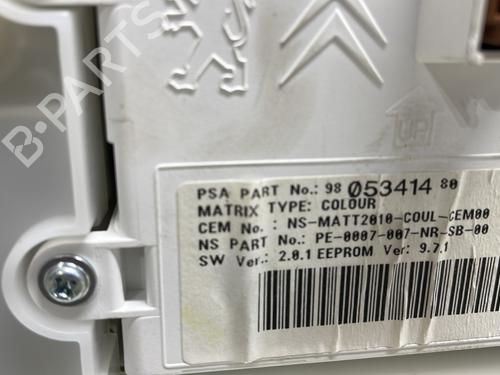 B-PARTS
UP
PSA PART No.: 98 053414 80
MATRIX TYPE: COLOUR
CEM No.: NS-MATT2010-COUL-CEM00
NS PART No.: PE-0007-007-NR-SB-00
SW Ver.: 2.0.1 EEPROM Ver: 9.7.1